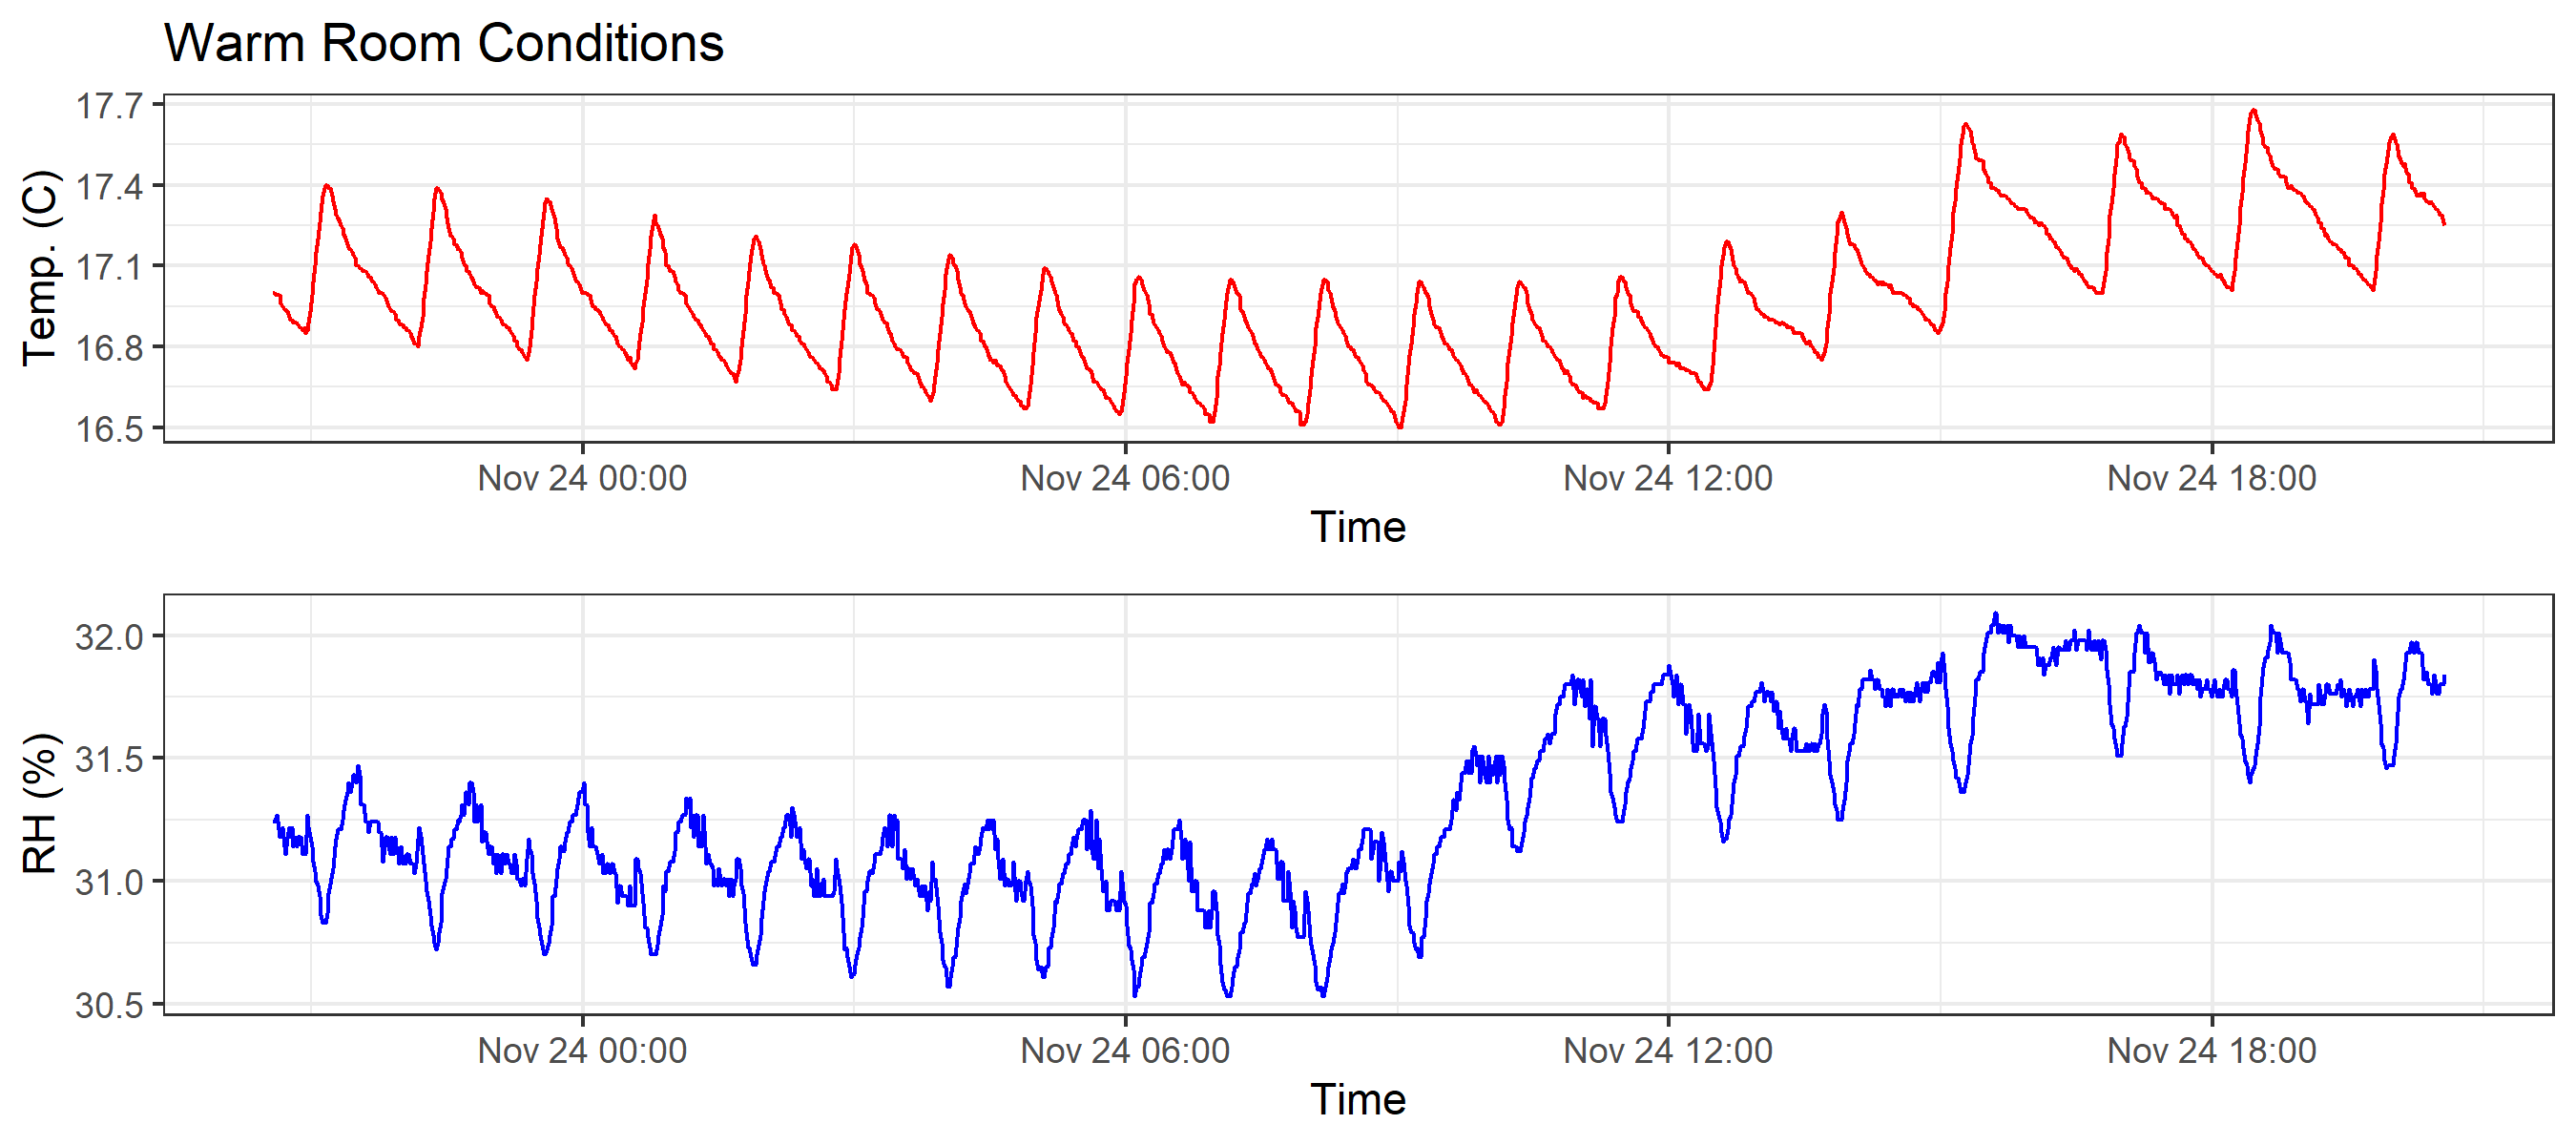 Warm Room Conditions
Temp. (C)
17.7
17.4
17.1
16.8
16.5
Nov 24 00:00 Nov 24 06:00 Nov 24 12:00 Nov 24 18:00
Time
RH (%)
32.0
31.5
31.0
30.5
Nov 24 00:00 Nov 24 06:00 Nov 24 12:00 Nov 24 18:00
Time